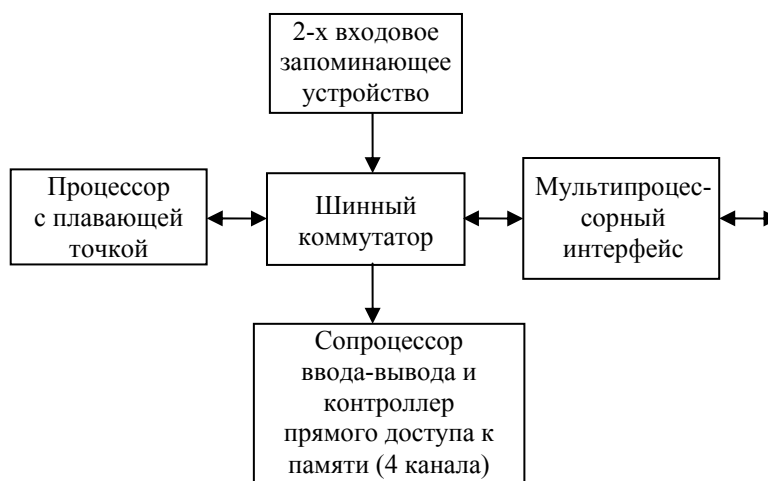 2-х входовое
запоминающее
устройство
Процессор
с плавающей
точкой
Шинный
коммутатор
Мультипроцес-
сорный
интерфейс
Сопроцессор
ввода-вывода и
контроллер
прямого доступа к
памяти (4 канала)